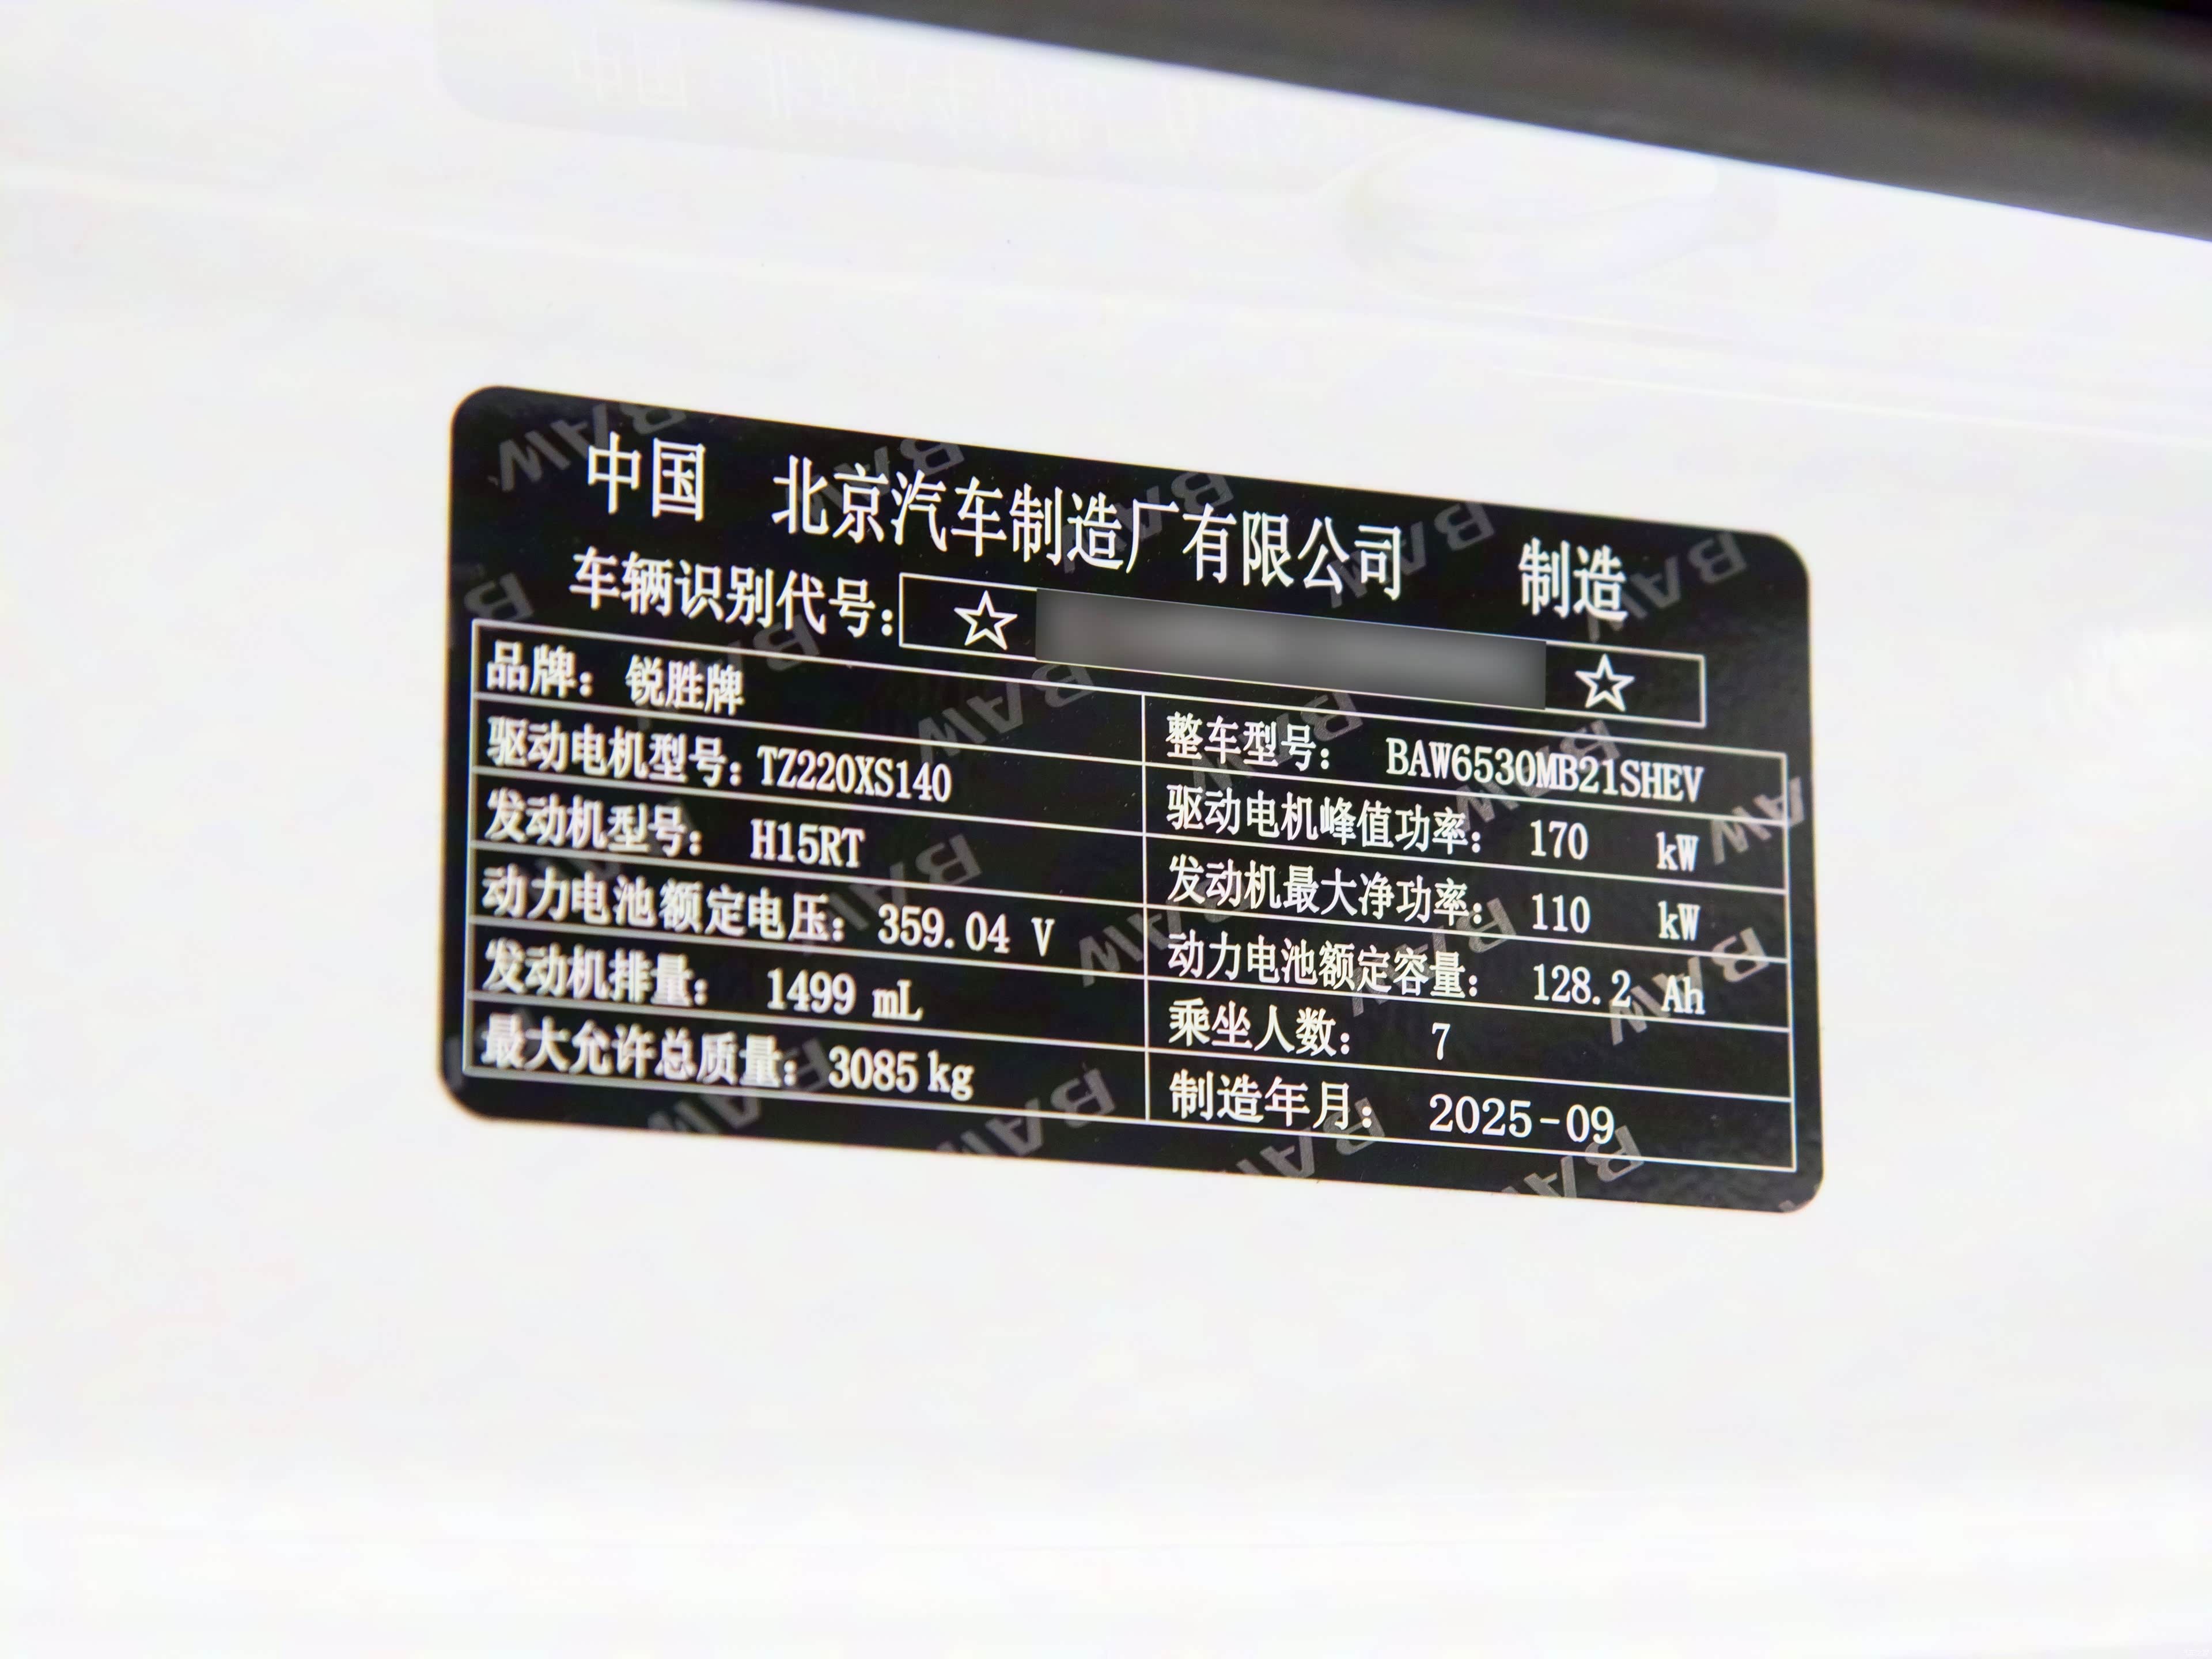 中国 北京汽车制造厂有限公司 制造
车辆识别代号：☆ ☆
品牌：锐胜牌
整车型号：BAW6530MB21SHEV
驱动电机型号：TZ220XS140
驱动电机峰值功率：170 kW
发动机型号：H15RT
发动机最大净功率：110 kW
动力电池额定电压：359.04 V
动力电池额定容量：128.2 Ah
发动机排量：1499 mL
乘坐人数：7
最大允许总质量：3085 kg
制造年月：2025-09